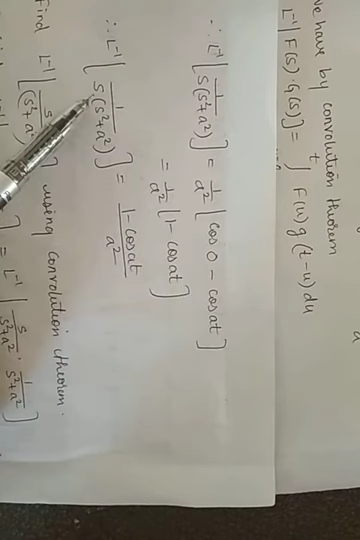 We have by convolution theorem
L⁻¹[F(s)·G(s)] = ∫ᵗ F(u) g(t-u) du
∴ L⁻¹[1/(s(s²+a²))] = 1/a² [cos 0 - cos at]
= 1/a² [1 - cos at]
∴ L⁻¹[1/(s(s²+a²))] = (1 - cos at)/a²
Find L⁻¹[s/(s²+a²)] using convolution theorem.
] = L⁻¹[s/(s²+a²) · 1/(s²+a²)]